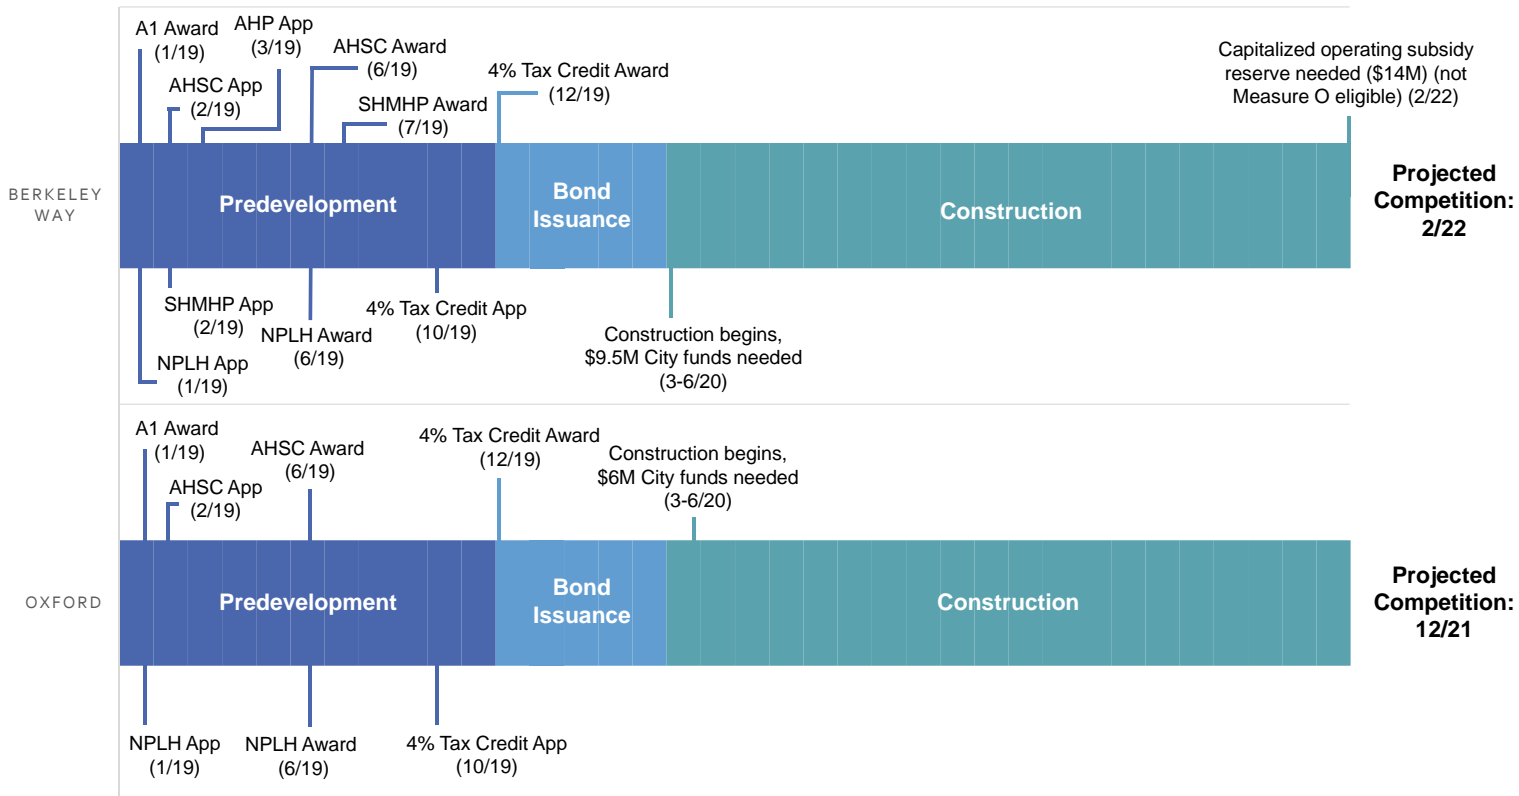 A1 Award
(1/19)
AHP App
(3/19)
AHSC App
(2/19)
AHSC Award
(6/19)
SHMHP Award
(7/19)
4% Tax Credit Award
(12/19)
Capitalized operating subsidy
reserve needed ($14M) (not
Measure O eligible) (2/22)
BERKELEY
WAY
Predevelopment
Bond
Issuance
Construction
Projected
Competition:
2/22
SHMHP App
(2/19)
NPLH App
(1/19)
NPLH Award
(6/19)
4% Tax Credit App
(10/19)
Construction begins,
$9.5M City funds needed
(3-6/20)
A1 Award
(1/19)
AHSC App
(2/19)
AHSC Award
(6/19)
4% Tax Credit Award
(12/19)
Construction begins,
$6M City funds needed
(3-6/20)
OXFORD
Predevelopment
Bond
Issuance
Construction
Projected
Competition:
12/21
NPLH App
(1/19)
NPLH Award
(6/19)
4% Tax Credit App
(10/19)